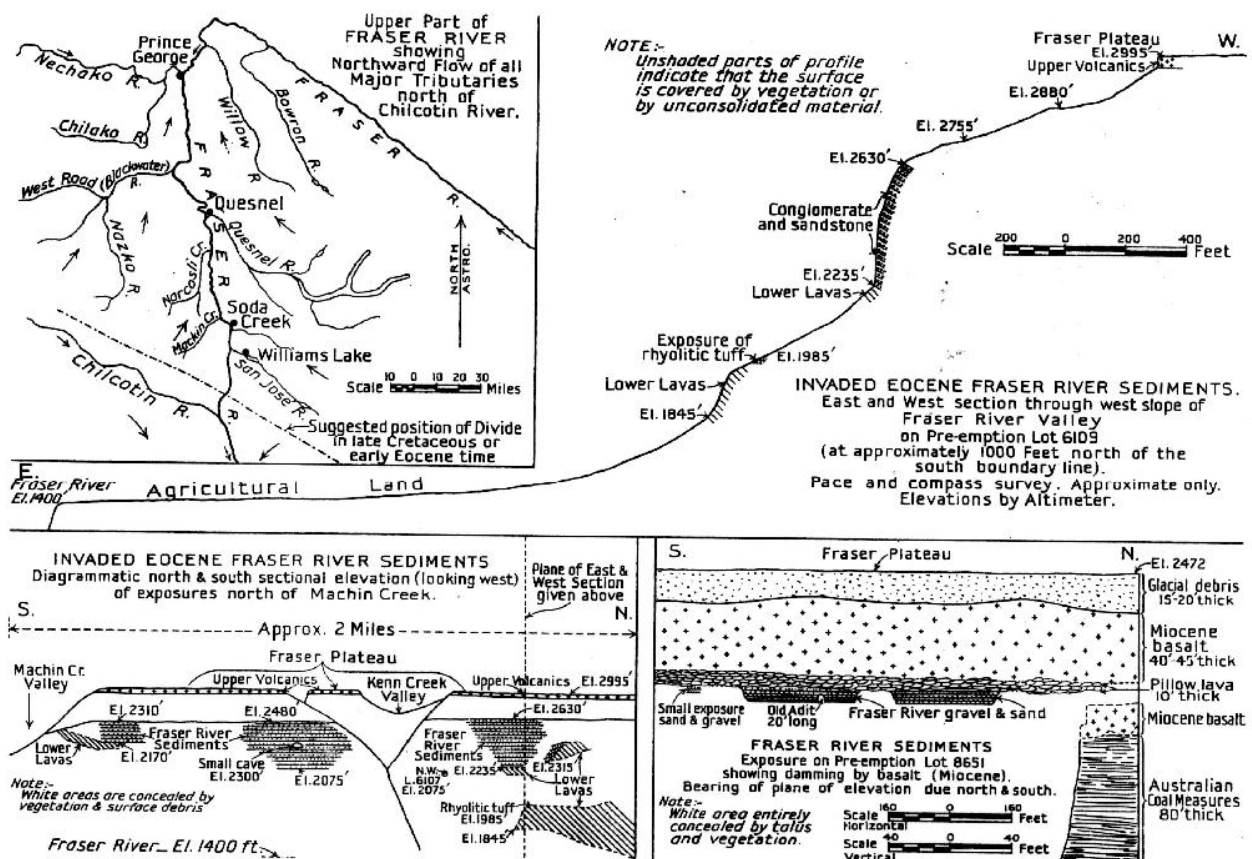 Upper Part of
FRASER RIVER
showing
Northward Flow of all
Major Tributaries
north of
Chilcotin River.
Prince
George
Nechako R.
Chilako R.
West Road (Blackwater)
R.
Nazko R.
Narcosli Cr.
Machin Cr.
Willow
R.
Bowron R.
FRASER
R.
FRASER
R.
Quesnel
Quesnel R.
Soda
Creek
Williams Lake
San Jose R.
Chilcotin R.
NORTH
ASTRO.
Scale 10 0 10 20 30 Miles
Suggested position of Divide
in late Cretaceous or
early Eocene time
NOTE:-
Unshaded parts of profile
indicate that the surface
is covered by vegetation or
by unconsolidated material.
Fraser Plateau
El.2995'
W.
Upper Volcanics
El.2880'
El.2755'
El.2630'
Conglomerate
and sandstone
El.2235'
Lower Lavas
Exposure of
rhyolitic tuff
El.1985'
Lower Lavas
El.1845'
200 0 200 400
Scale Feet
INVADED EOCENE FRASER RIVER SEDIMENTS.
East and West section through west slope of
Fraser River Valley
on Pre-emption Lot 6109
(at approximately 1000 Feet north of the
south boundary line).
Pace and compass survey. Approximate only.
Elevations by Altimeter.
E.
Fraser River
El.1400'
Agricultural Land
INVADED EOCENE FRASER RIVER SEDIMENTS
Diagrammatic north & south sectional elevation (looking west)
of exposures north of Machin Creek.
Plane of East &
West Section
given above
S.
N.
Approx. 2 Miles
Fraser Plateau
Machin Cr.
Valley
Upper Volcanics
Kenn Creek
Valley
Upper Volcanics
El.2995'
El.2310'
El.2480'
El.2630'
Lower
Lavas
El.2170'
Fraser River
Sediments
Small cave
El.2300'
El.2075'
Fraser
River
Sediments
N.W.
L.6107
El.2075'
El.2235'
El.2315'
Lower
Lavas
Rhyolitic tuff
El.1985'
El.1845'
Note:-
White areas are concealed by
vegetation & surface debris
Fraser River_ El. 1400 ft.
S.
Fraser Plateau
N.
El. 2472
Glacial debris
15-20' thick
Miocene
basalt
40'-45' thick
Pillow lava
10' thick
Miocene basalt
Small exposure
sand & gravel
Old Adit
20' long
Fraser River gravel & sand
FRASER RIVER SEDIMENTS
Exposure on Pre-emption Lot 8651
showing damming by basalt (Miocene).
Bearing of plane of elevation due north & south.
Note:-
White area entirely
concealed by talus
and vegetation.
160 0 160
Scale Feet
Horizontal
40 0 40
Scale Feet
Vertical
Australian
Coal Measures
80' thick